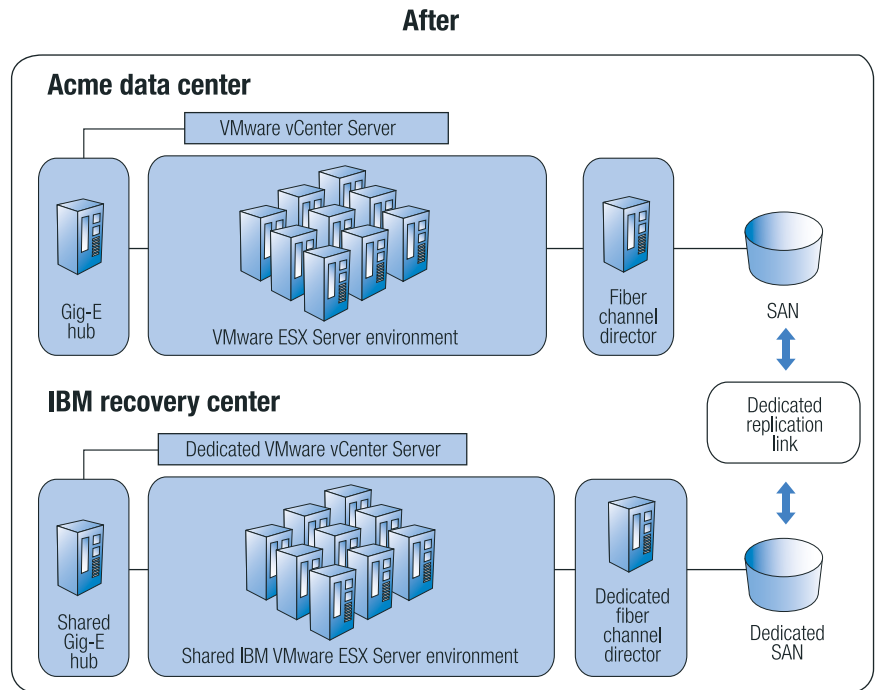 After
Acme data center
VMware vCenter Server
Gig-E
hub
VMware ESX Server environment
Fiber
channel
director
SAN
Dedicated
replication
link
IBM recovery center
Dedicated VMware vCenter Server
Shared
Gig-E
hub
Shared IBM VMware ESX Server environment
Dedicated
fiber
channel
director
Dedicated
SAN